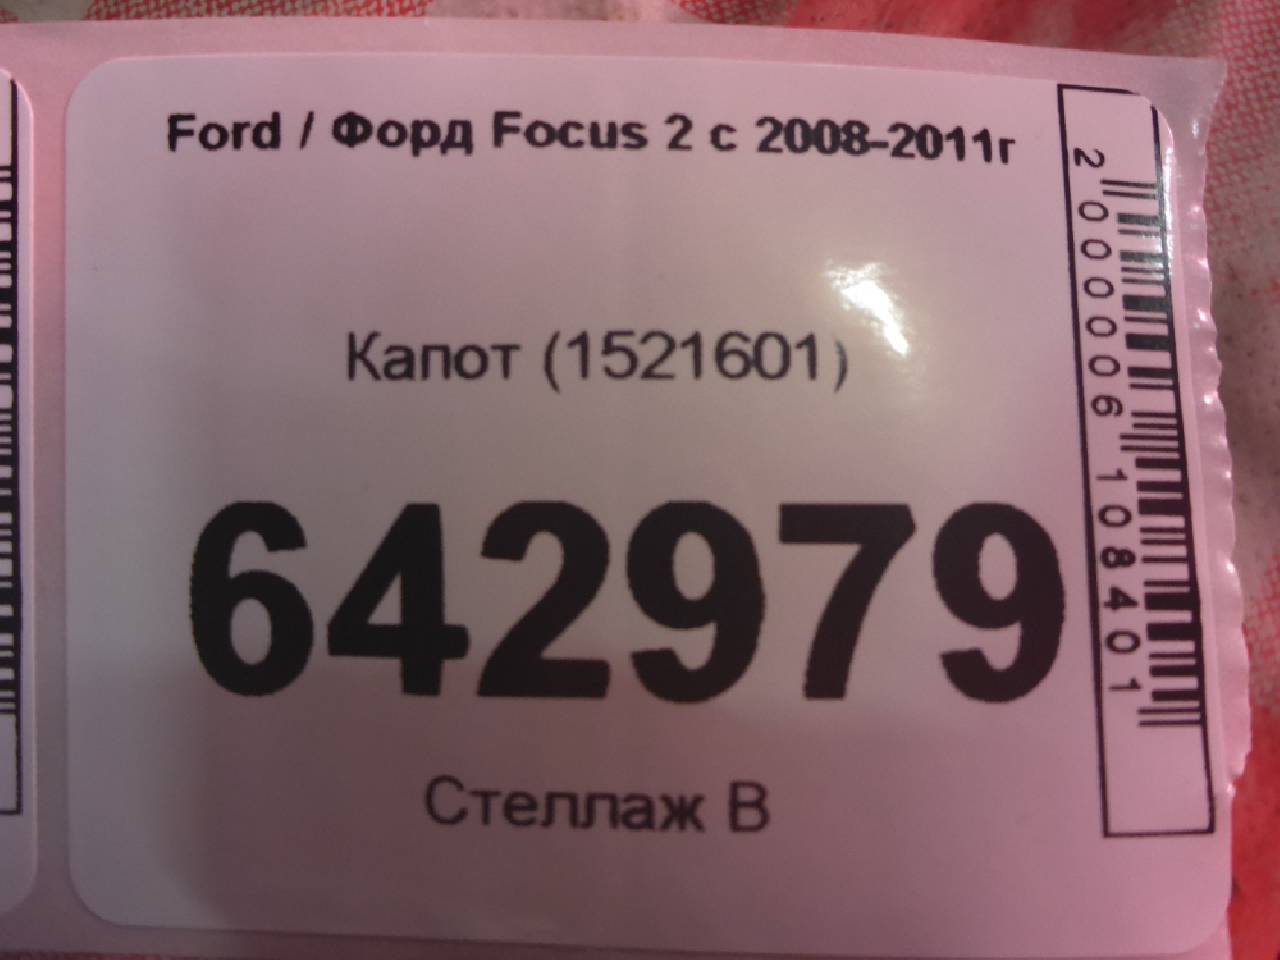 Ford / Форд Focus 2 с 2008-2011г
Капот (1521601)
642979
Стеллаж В
2000006108401